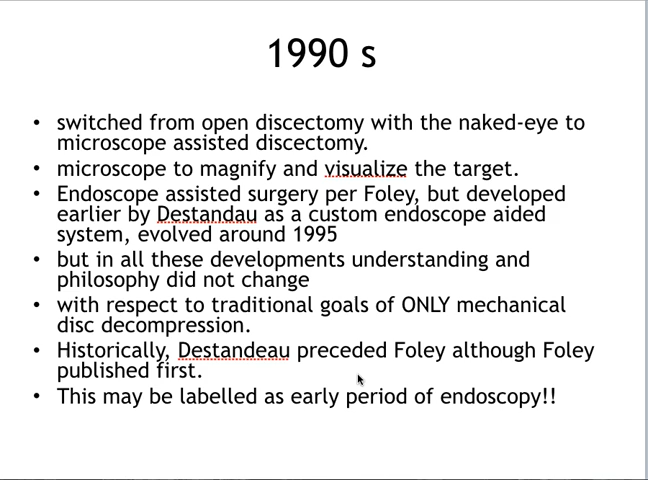 1990 s
• switched from open discectomy with the naked-eye to
microscope assisted discectomy.
• microscope to magnify and visualize the target.
• Endoscope assisted surgery per Foley, but developed
earlier by Destandau as a custom endoscope aided
system, evolved around 1995
• but in all these developments understanding and
philosophy did not change
• with respect to traditional goals of ONLY mechanical
disc decompression.
• Historically, Destandeau preceded Foley although Foley
published first.
• This may be labelled as early period of endoscopy!!